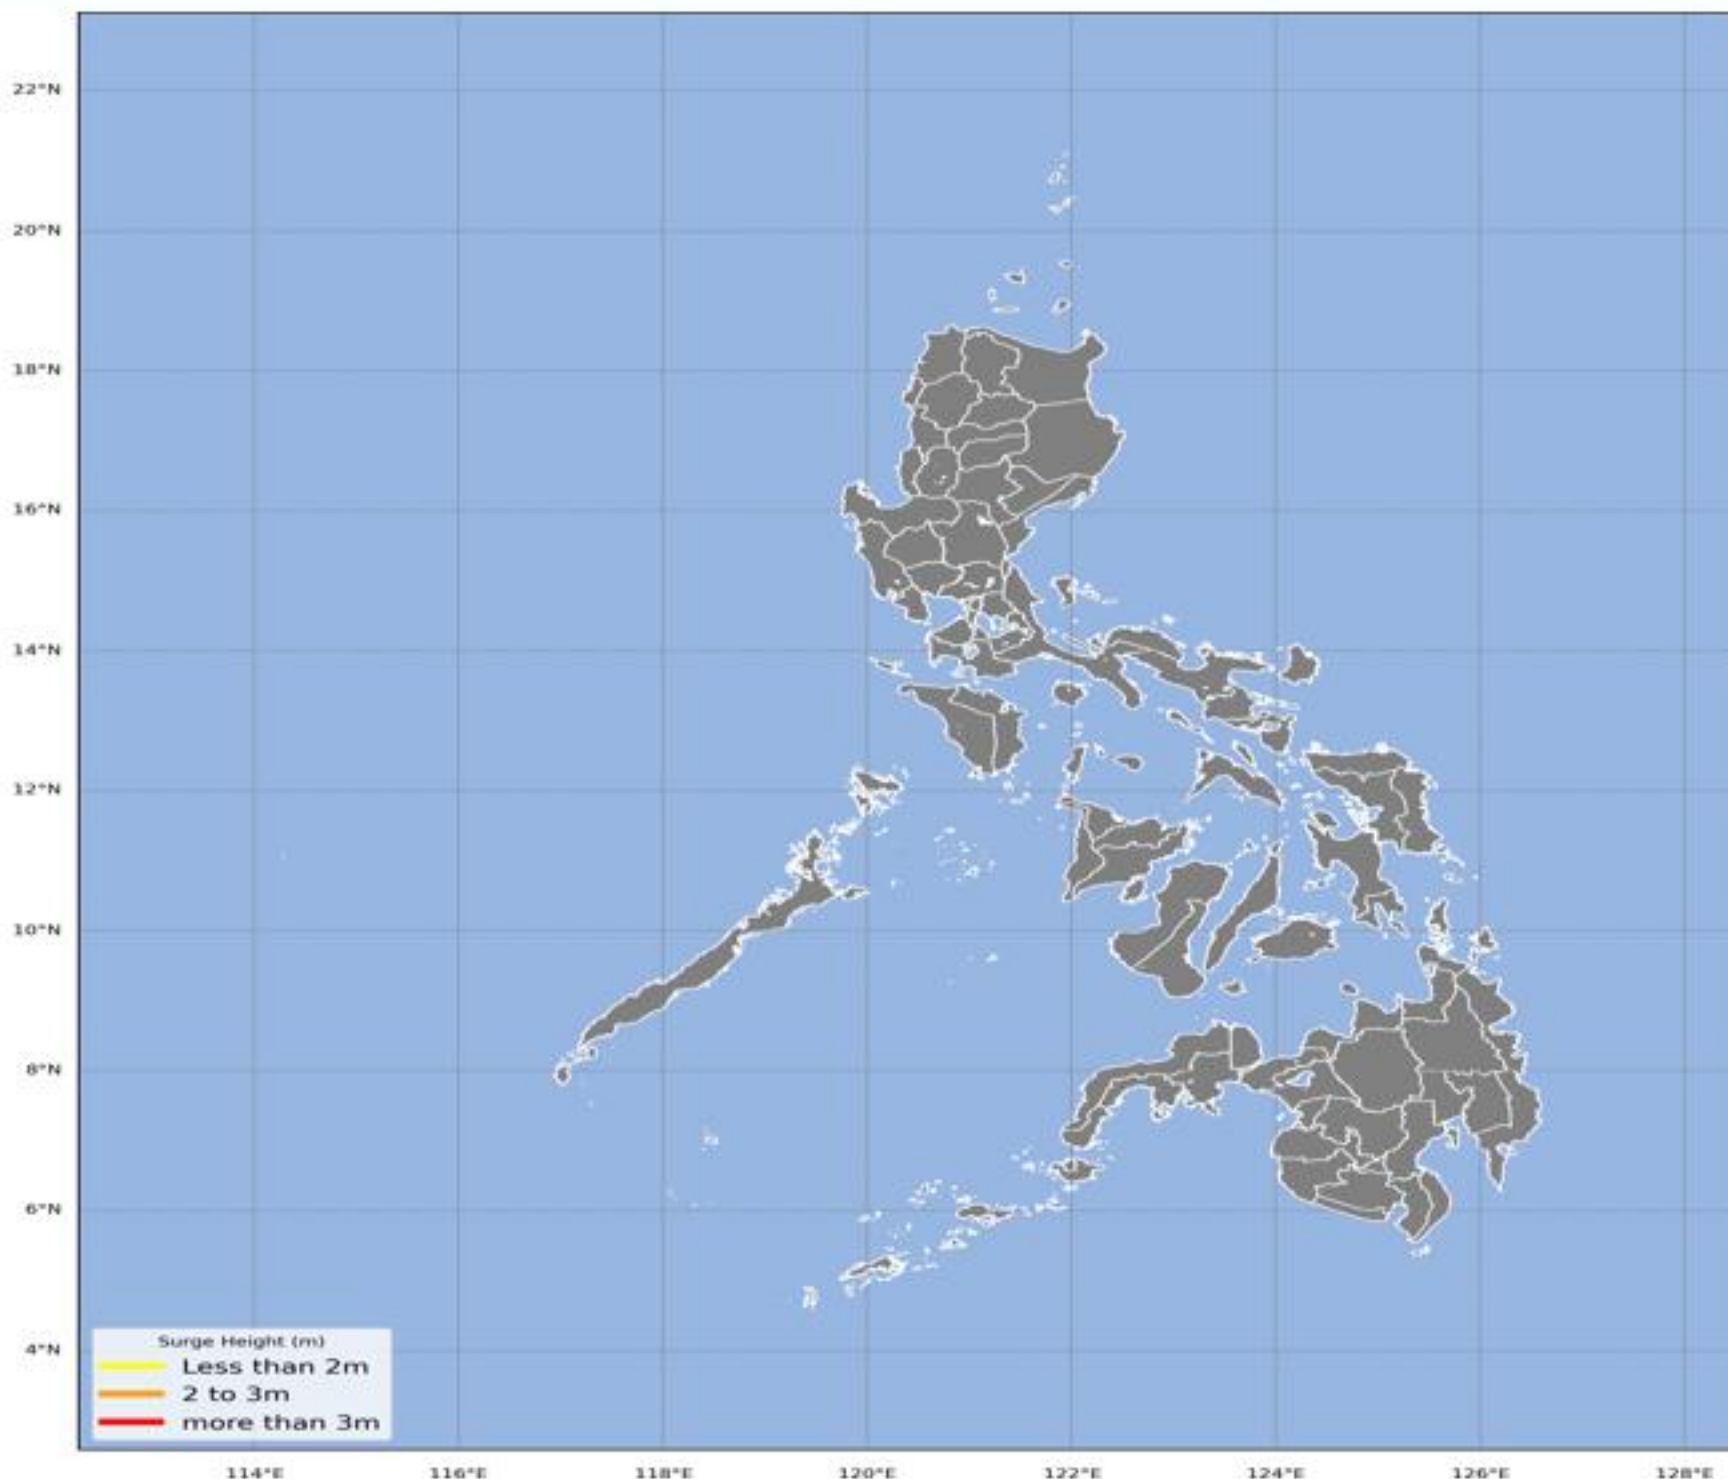 22°N
20°N
18°N
16°N
14°N
12°N
10°N
8°N
6°N
4°N
Surge Height (m)
Less than 2m
2 to 3m
more than 3m
114°E 116°E 118°E 120°E 122°E 124°E 126°E 128°E